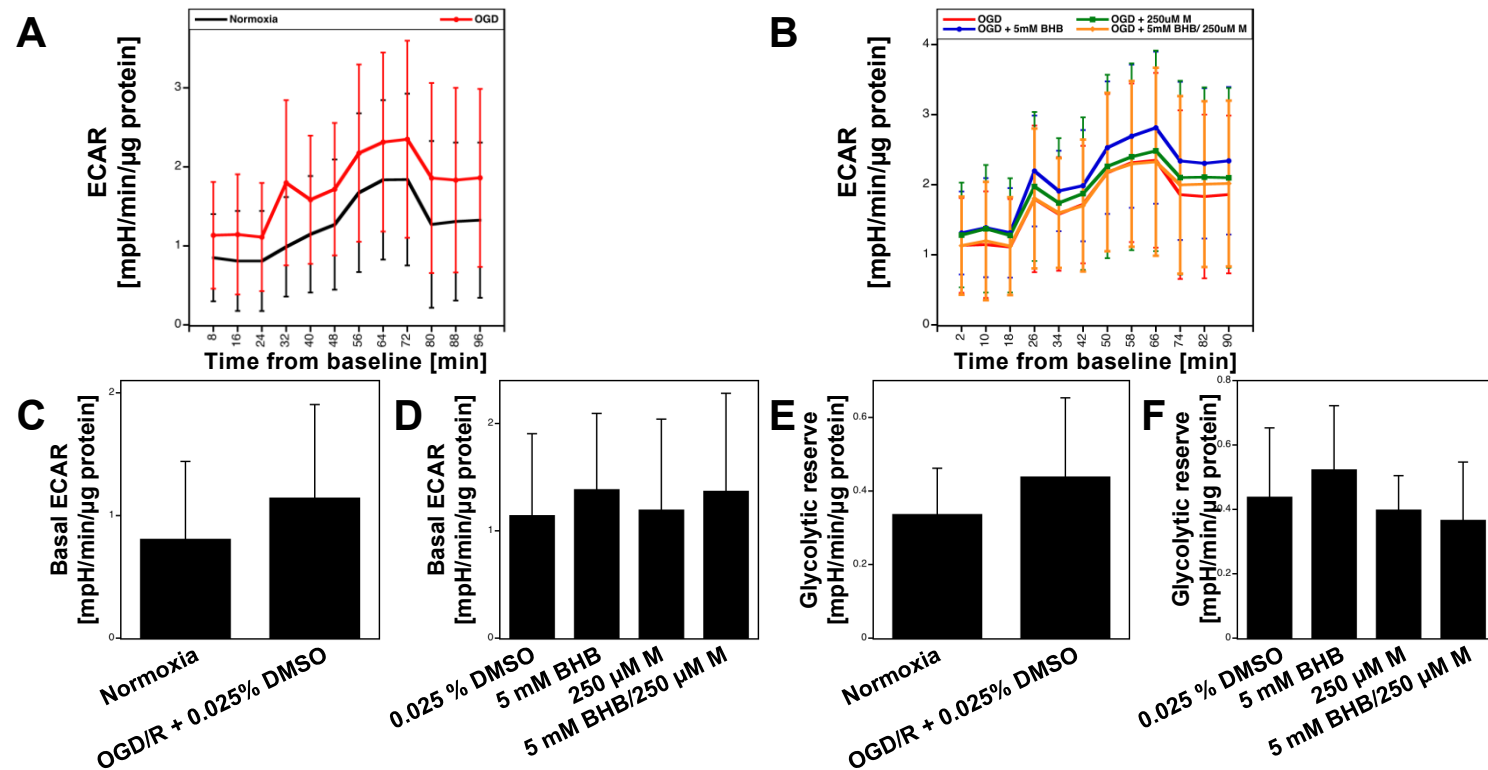 A
Normoxia
OGD
ECAR
[mpH/min/µg protein]
3
2
1
0
8
16
24
32
40
48
56
64
72
80
88
96
Time from baseline [min]
B
OGD
OGD + 250uM M
OGD + 5mM BHB
OGD + 5mM BHB/ 250uM M
ECAR
[mpH/min/µg protein]
4
3
2
1
0
2
10
18
26
34
42
50
58
66
74
82
90
Time from baseline [min]
C
Basal ECAR
[mpH/min/µg protein]
2
1
0
Normoxia
OGD/R + 0.025% DMSO
D
Basal ECAR
[mpH/min/µg protein]
2
1
0
0.025 % DMSO
5 mM BHB
250 µM M
5 mM BHB/250 µM M
E
Glycolytic reserve
[mpH/min/µg protein]
0.6
0.4
0.2
0
Normoxia
OGD/R + 0.025% DMSO
F
Glycolytic reserve
[mpH/min/µg protein]
0.8
0.6
0.4
0.2
0
0.025 % DMSO
5 mM BHB
250 µM M
5 mM BHB/250 µM M